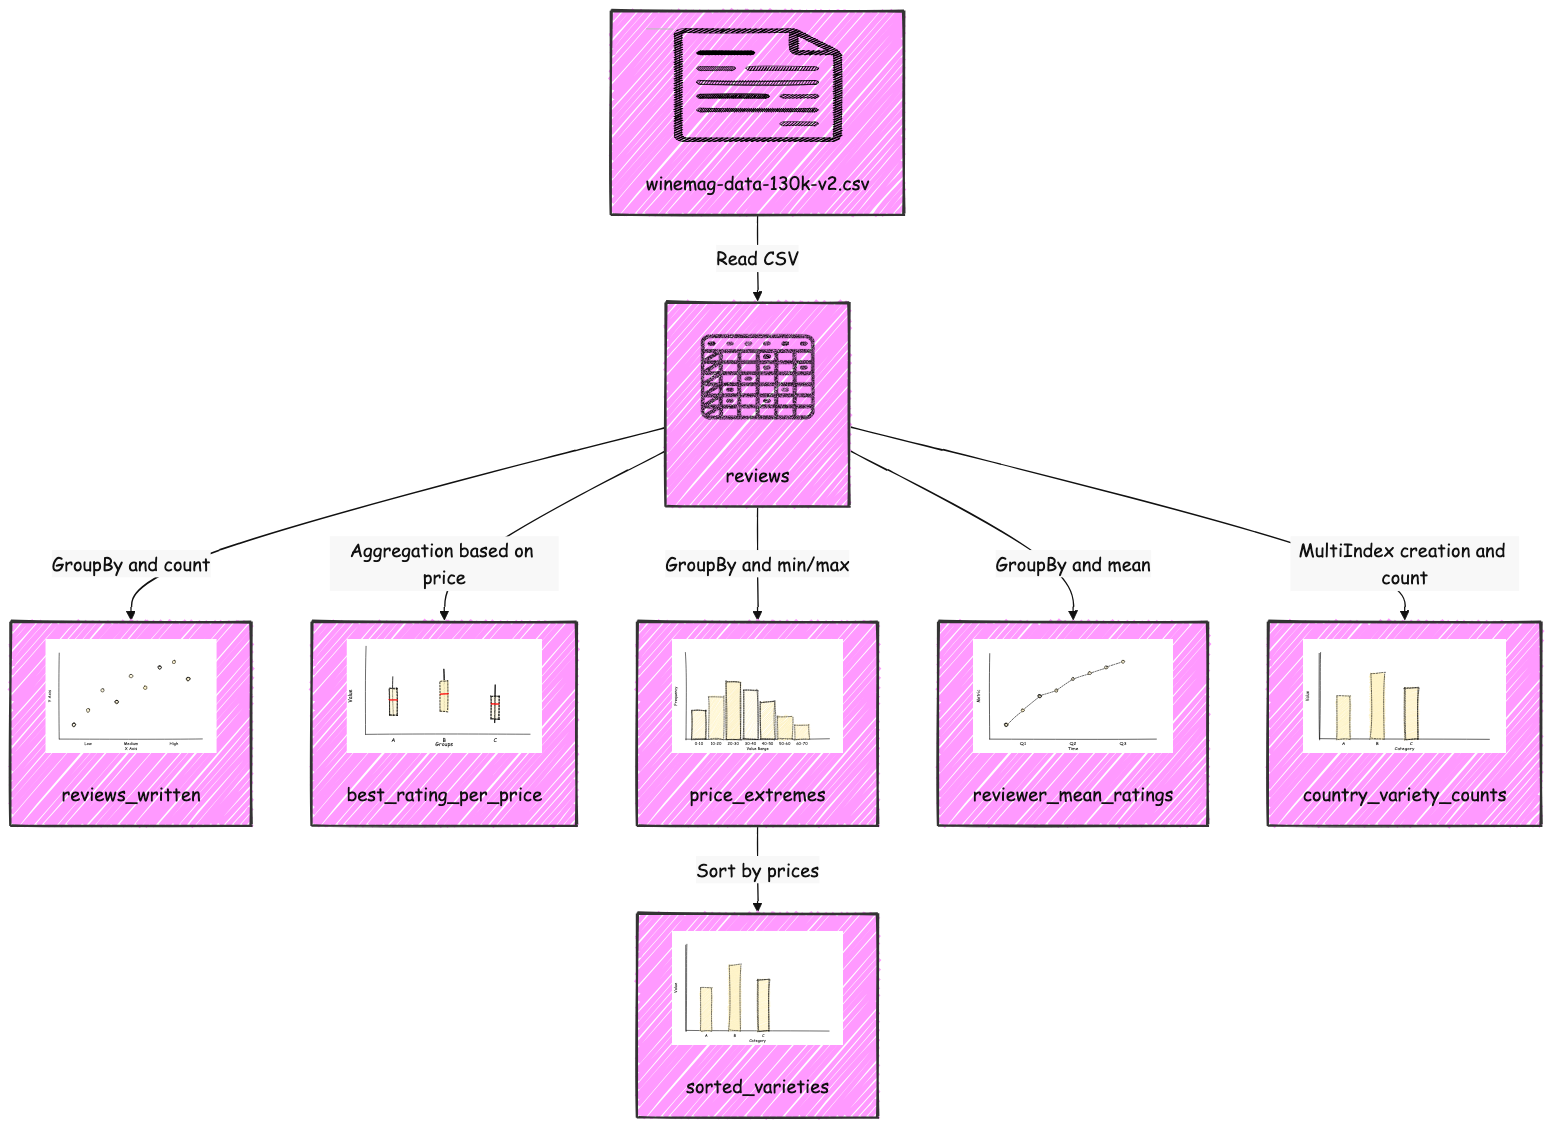 winemag-data-130k-v2.csv
Read CSV
reviews
GroupBy and count
Aggregation based on
price
GroupBy and min/max
GroupBy and mean
MultiIndex creation and
count
Y Axis
Low Medium High
X Axis
reviews_written
Value
A B C
Groups
best_rating_per_price
Frequency
0-10 10-20 20-30 30-40 40-50 50-60 60-70
Value Range
price_extremes
Metric
Q1 Q2 Q3
Time
reviewer_mean_ratings
Value
A B C
Category
country_variety_counts
Sort by prices
Value
A B C
Category
sorted_varieties